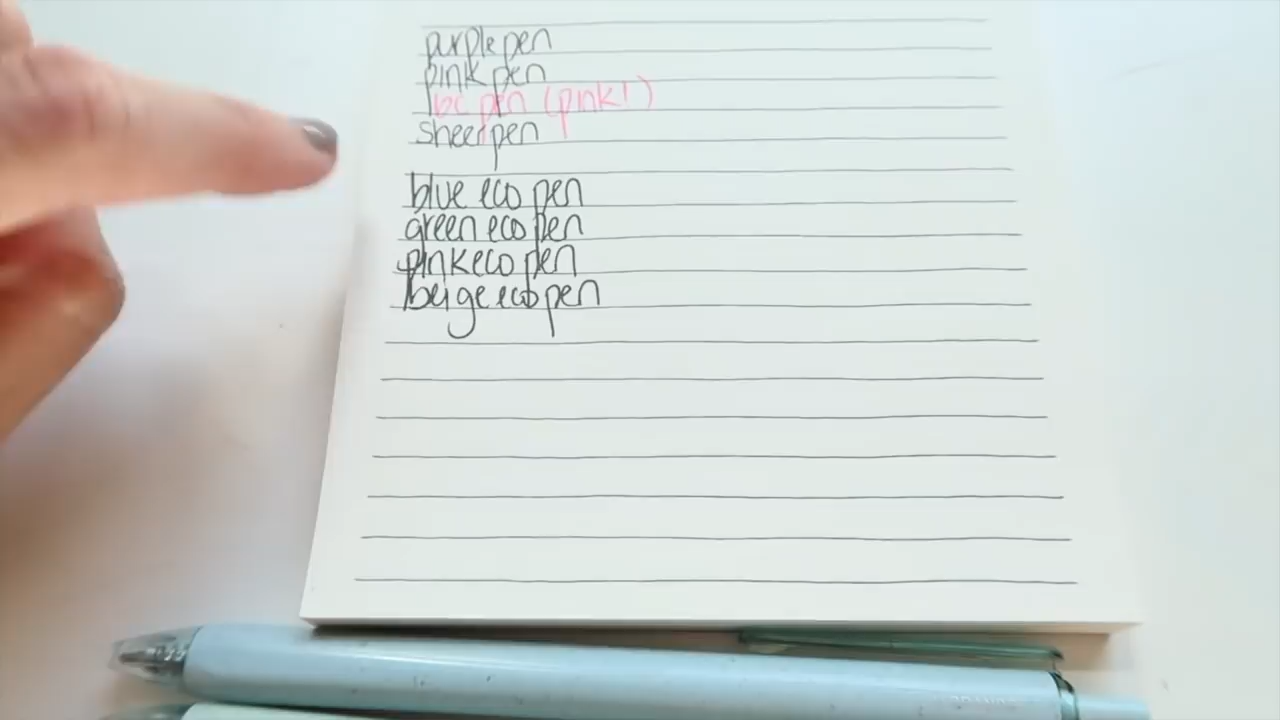 purple pen
pink pen
bc pen (pink!)
sheer pen
blue eco pen
green eco pen
pink eco pen
beige eco pen